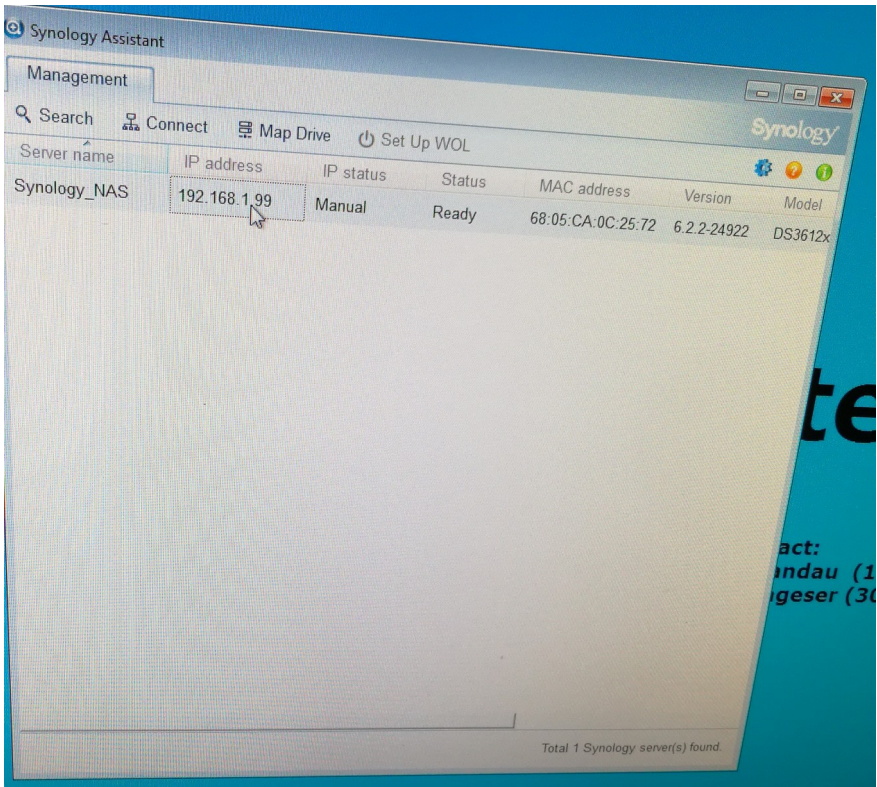 Synology Assistant
Management
Synology
Search Connect Map Drive Set Up WOL
Server name IP address IP status Status MAC address Version Model
Synology_NAS 192.168.1.99 Manual Ready 68:05:CA:0C:25:72 6.2.2-24922 DS3612x
te
act:
andau (1
geser (30
Total 1 Synology server(s) found.